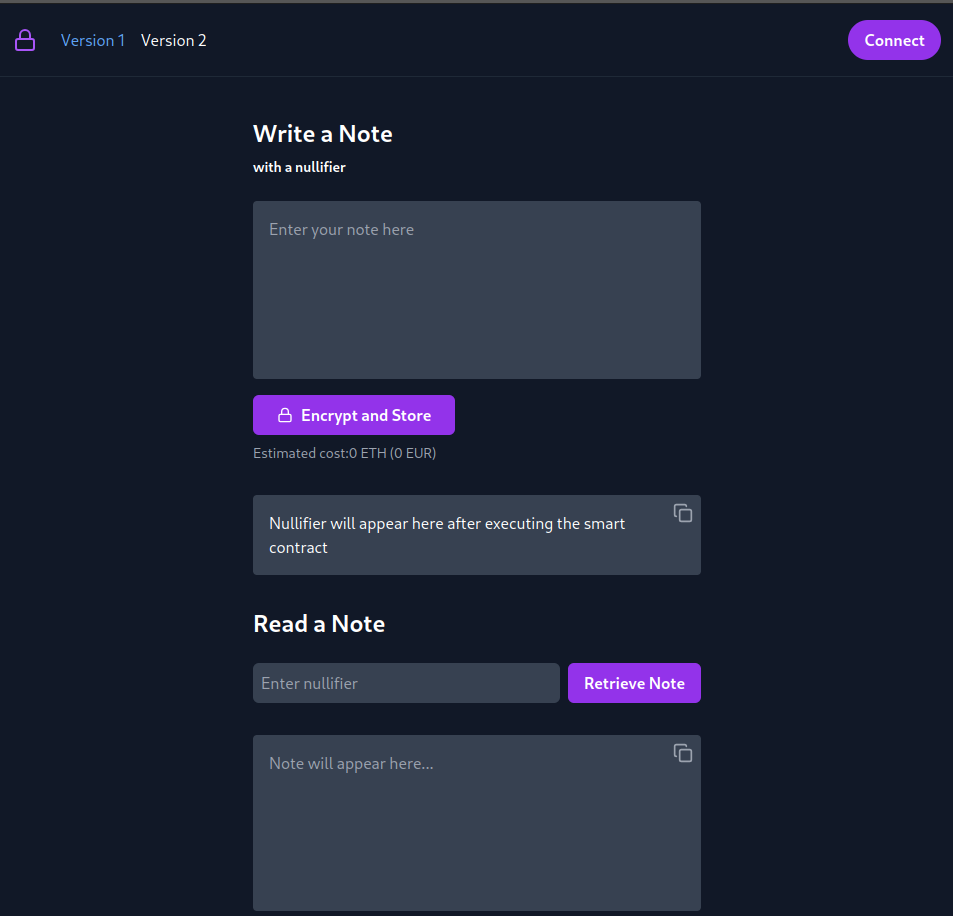 Version 1 Version 2 Connect
Write a Note
with a nullifier
Enter your note here
Encrypt and Store
Estimated cost:0 ETH (0 EUR)
Nullifier will appear here after executing the smart
contract
Read a Note
Enter nullifier Retrieve Note
Note will appear here...